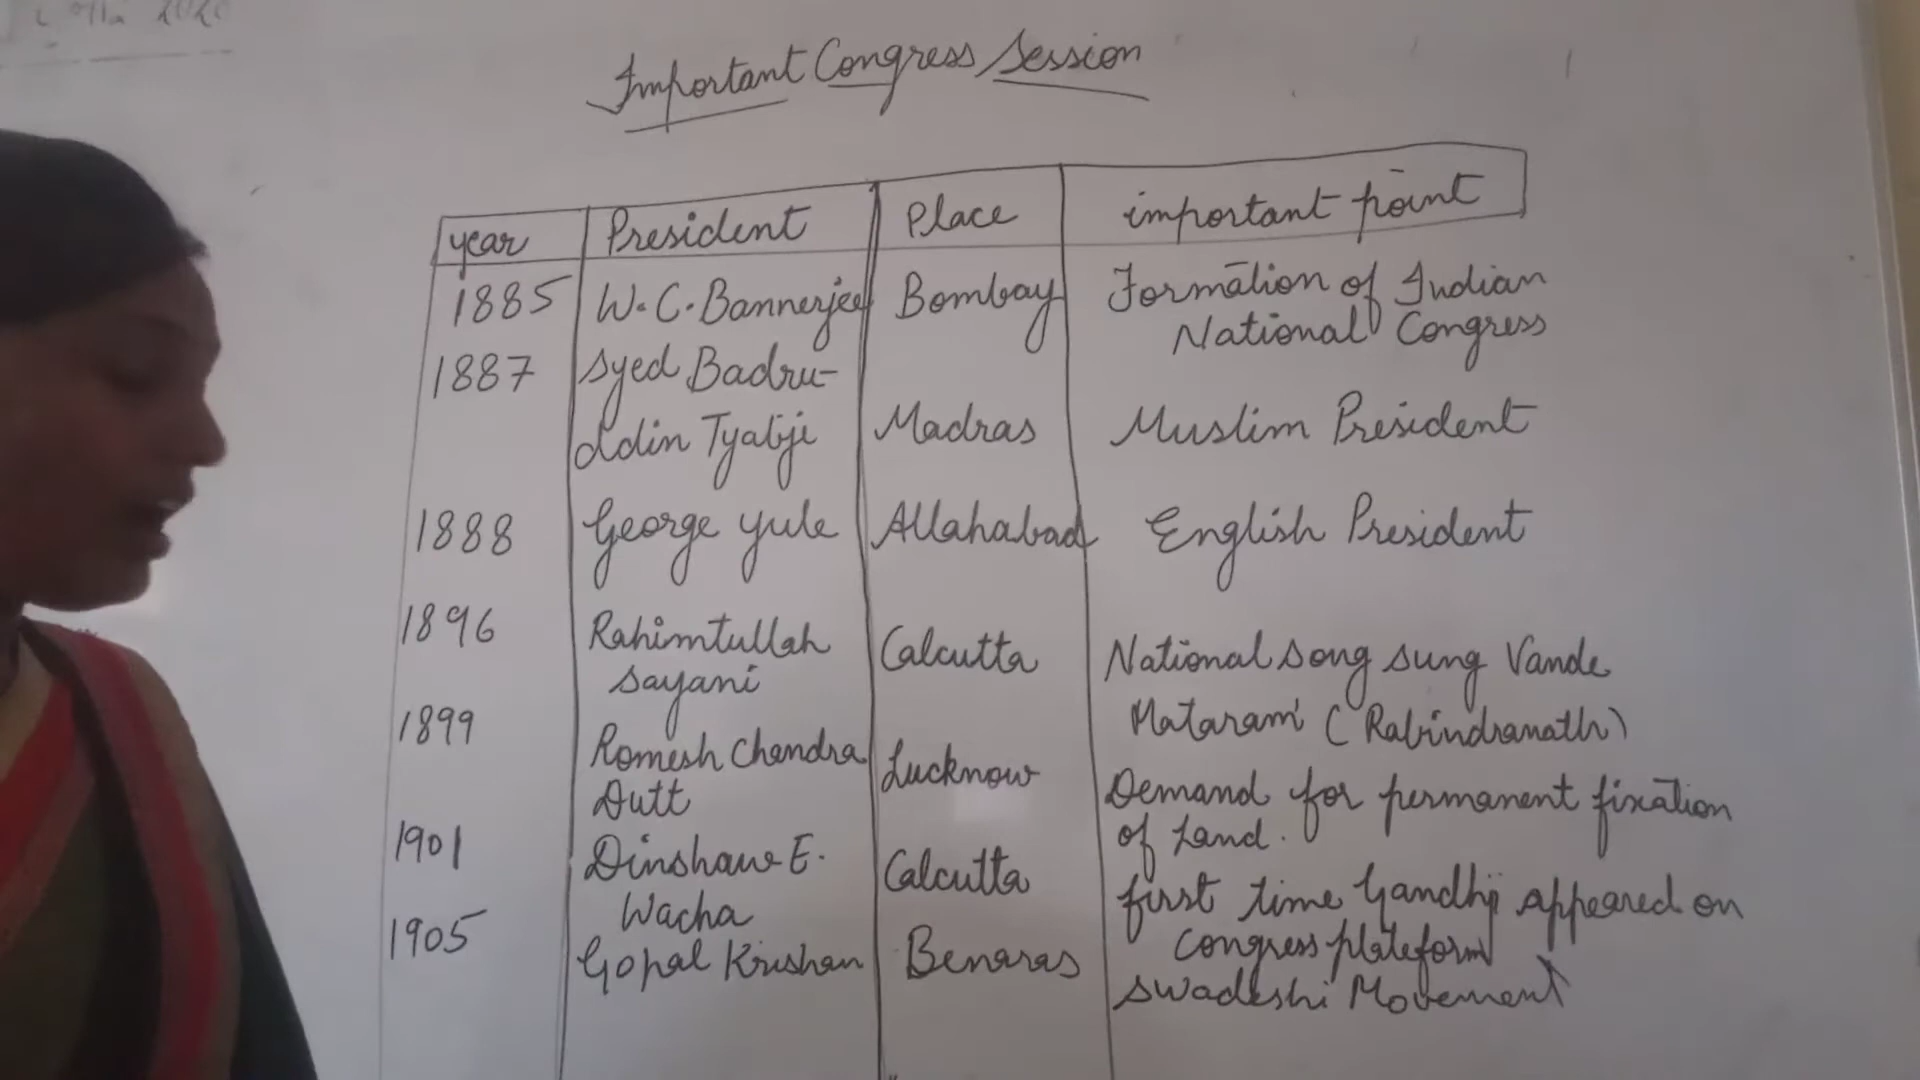 Important Congress Session
year President Place important point
1885 W.C. Bannerjee Bombay Formation of Indian
National Congress
1887 Syed Badru-
ddin Tyabji Madras Muslim President
1888 George Yule Allahabad English President
1896 Rahimtullah Calcutta National song sung Vande
Sayani Mataram (Rabindranath)
1899 Romesh Chandra Lucknow Demand for permanent fixation
Dutt of Land.
1901 Dinshaw E. Calcutta first time Gandhiji appeared on
Wacha Congress plateform
1905 Gopal Krishan Benaras Swadeshi Movement